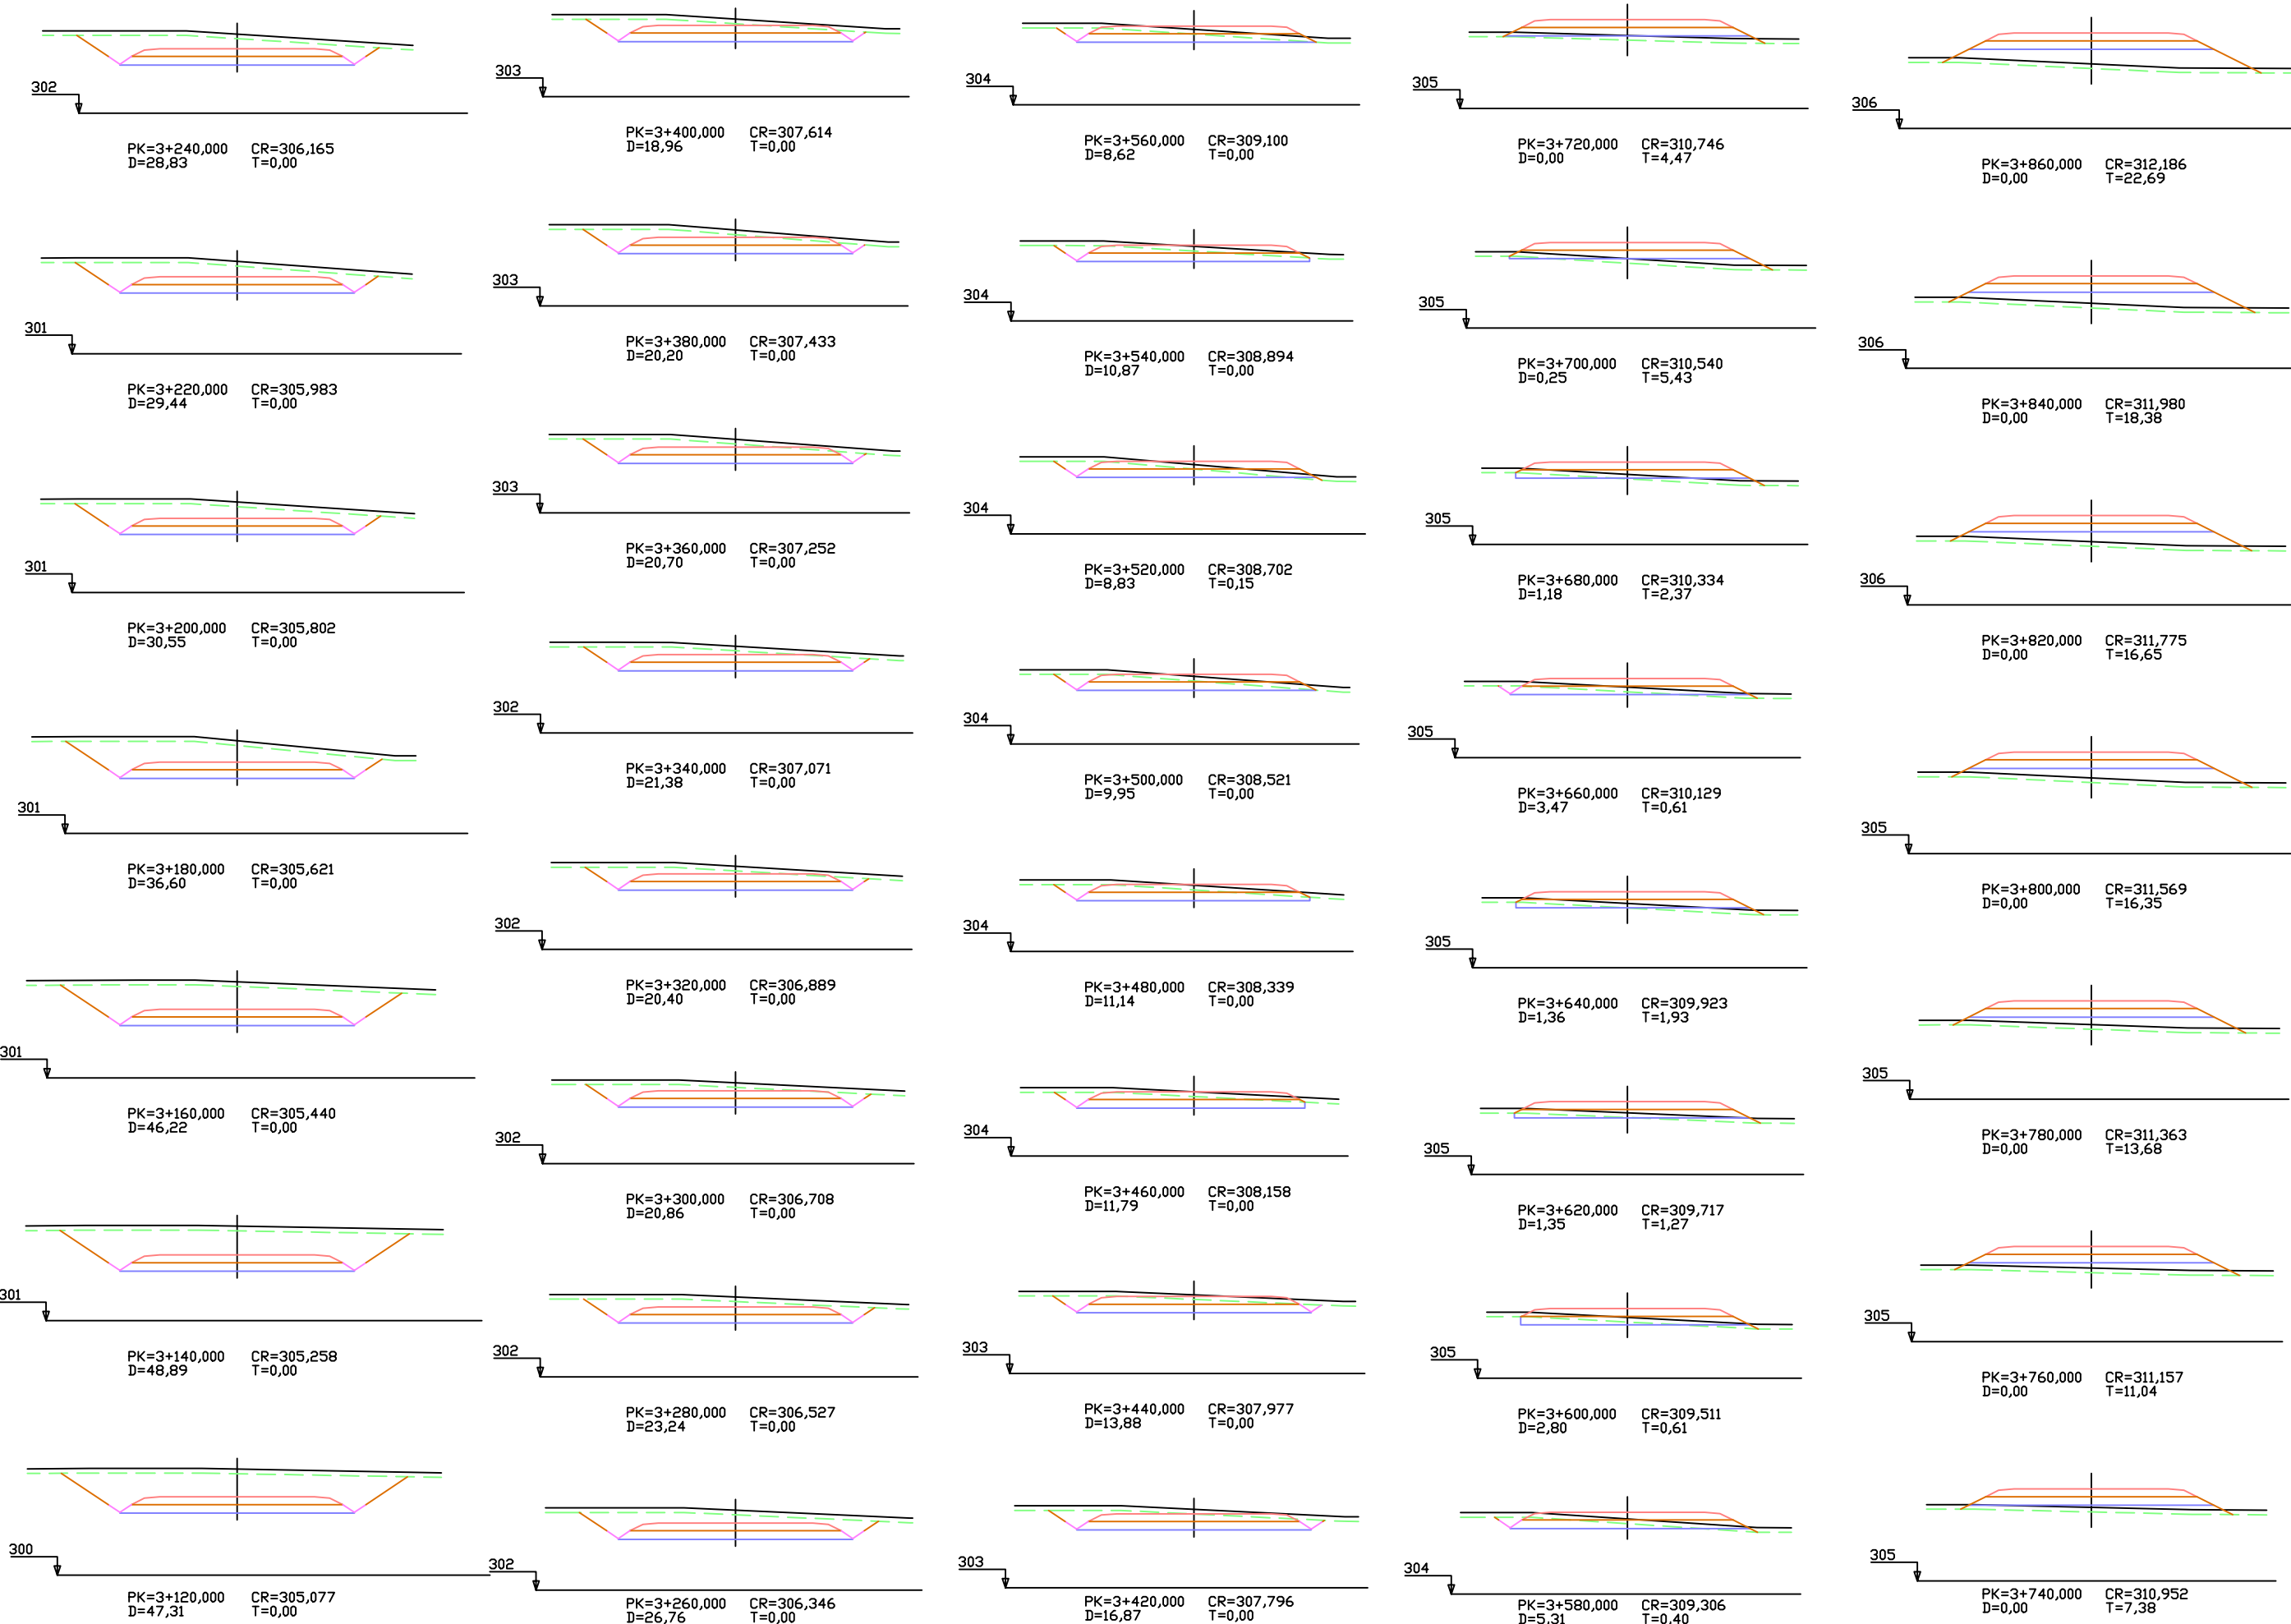 302
PK=3+240,000 CR=306,165
D=28,83 T=0,00
301
PK=3+220,000 CR=305,983
D=29,44 T=0,00
301
PK=3+200,000 CR=305,802
D=30,55 T=0,00
301
PK=3+180,000 CR=305,621
D=36,60 T=0,00
301
PK=3+160,000 CR=305,440
D=46,22 T=0,00
301
PK=3+140,000 CR=305,258
D=48,89 T=0,00
300
PK=3+120,000 CR=305,077
D=47,31 T=0,00
303
PK=3+400,000 CR=307,614
D=18,96 T=0,00
303
PK=3+380,000 CR=307,433
D=20,20 T=0,00
303
PK=3+360,000 CR=307,252
D=20,70 T=0,00
302
PK=3+340,000 CR=307,071
D=21,38 T=0,00
302
PK=3+320,000 CR=306,889
D=20,40 T=0,00
302
PK=3+300,000 CR=306,708
D=20,86 T=0,00
302
PK=3+280,000 CR=306,527
D=23,24 T=0,00
302
PK=3+260,000 CR=306,346
D=26,76 T=0,00
304
PK=3+560,000 CR=309,100
D=8,62 T=0,00
304
PK=3+540,000 CR=308,894
D=10,87 T=0,00
304
PK=3+520,000 CR=308,702
D=8,83 T=0,15
304
PK=3+500,000 CR=308,521
D=9,95 T=0,00
304
PK=3+480,000 CR=308,339
D=11,14 T=0,00
304
PK=3+460,000 CR=308,158
D=11,79 T=0,00
303
PK=3+440,000 CR=307,977
D=13,88 T=0,00
303
PK=3+420,000 CR=307,796
D=16,87 T=0,00
305
PK=3+720,000 CR=310,746
D=0,00 T=4,47
305
PK=3+700,000 CR=310,540
D=0,25 T=5,43
305
PK=3+680,000 CR=310,334
D=1,18 T=2,37
305
PK=3+660,000 CR=310,129
D=3,47 T=0,61
305
PK=3+640,000 CR=309,923
D=1,36 T=1,93
305
PK=3+620,000 CR=309,717
D=1,35 T=1,27
305
PK=3+600,000 CR=309,511
D=2,80 T=0,61
304
PK=3+580,000 CR=309,306
D=5,31 T=0,40
306
PK=3+860,000 CR=312,186
D=0,00 T=22,69
306
PK=3+840,000 CR=311,980
D=0,00 T=18,38
306
PK=3+820,000 CR=311,775
D=0,00 T=16,65
305
PK=3+800,000 CR=311,569
D=0,00 T=16,35
305
PK=3+780,000 CR=311,363
D=0,00 T=13,68
305
PK=3+760,000 CR=311,157
D=0,00 T=11,04
305
PK=3+740,000 CR=310,952
D=0,00 T=7,38